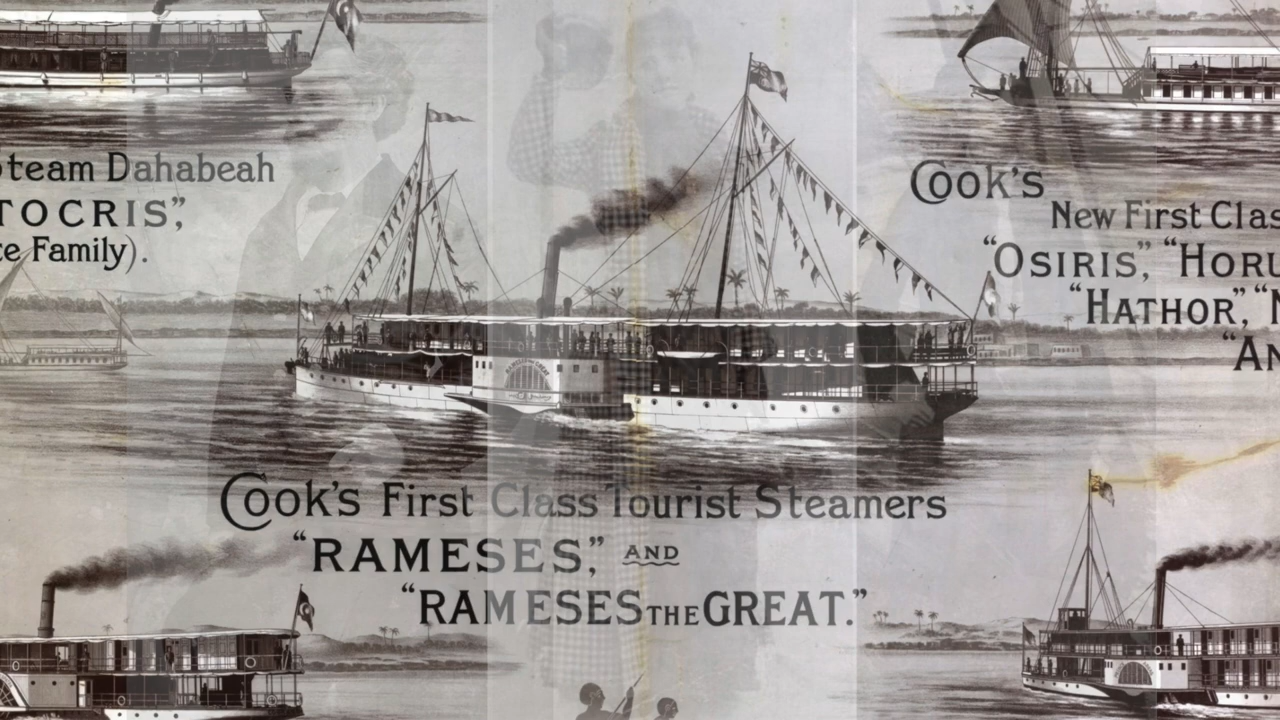 Steam Dahabeah
TOCRIS",
te Family).
Cook's
New First Clas
"OSIRIS", "HORU
"HATHOR", "N
"AN
Cook's First Class Tourist Steamers
"RAMESES", AND
"RAMESES THE GREAT."